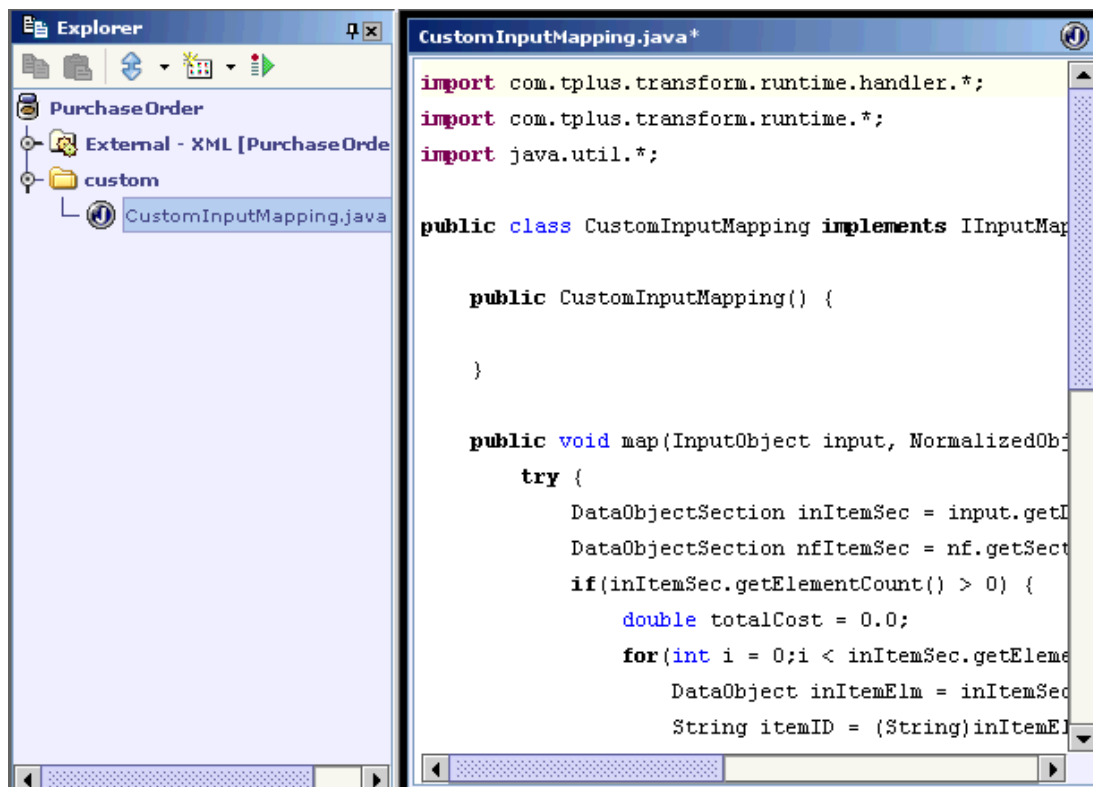 Explorer
PurchaseOrder
External - XML [PurchaseOrde
custom
CustomInputMapping.java
CustomInputMapping.java*
import com.tplus.transform.runtime.handler.*;
import com.tplus.transform.runtime.*;
import java.util.*;
public class CustomInputMapping implements IInputMap
public CustomInputMapping() {
}
public void map(InputObject input, NormalizedObj
try {
DataObjectSection inItemSec = input.getD
DataObjectSection nfItemSec = nf.getSect
if(inItemSec.getElementCount() > 0) {
double totalCost = 0.0;
for(int i = 0;i < inItemSec.getEleme
DataObject inItemElm = inItemSec
String itemID = (String)inItemEl